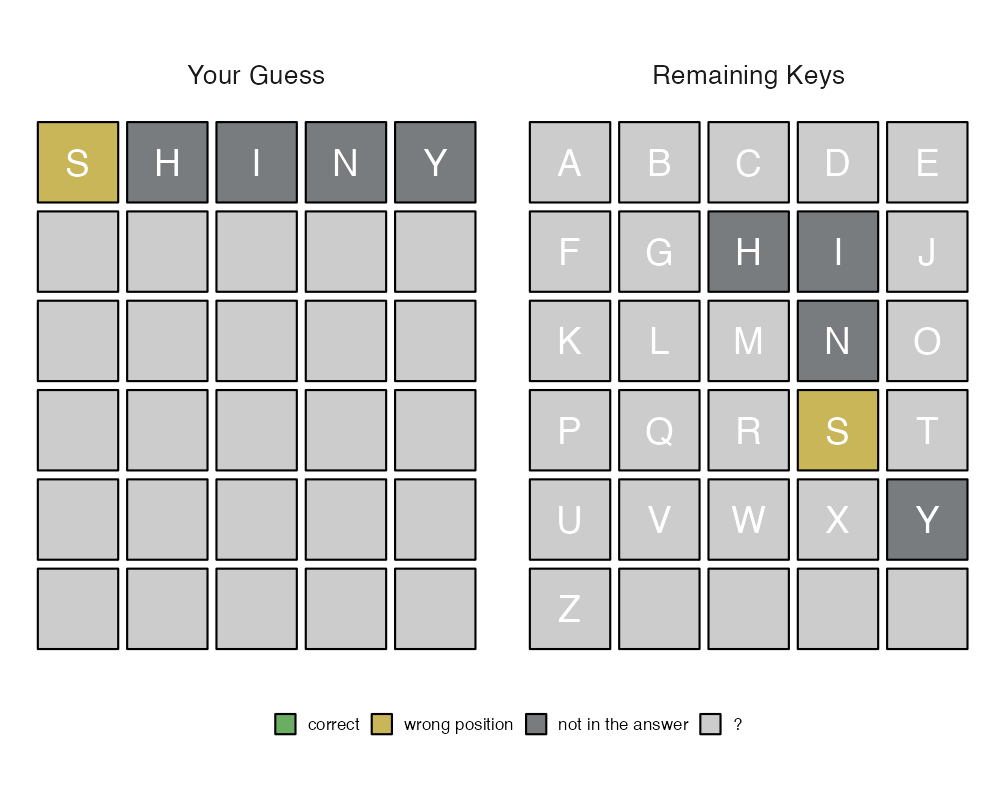 Your Guess
Remaining Keys
S H I N Y
A B C D E
F G H I J
K L M N O
P Q R S T
U V W X Y
Z
correct wrong position not in the answer ?